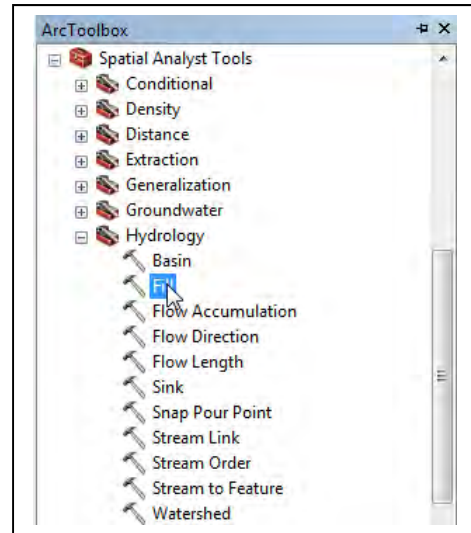 ArcToolbox
Spatial Analyst Tools
Conditional
Density
Distance
Extraction
Generalization
Groundwater
Hydrology
Basin
Fill
Flow Accumulation
Flow Direction
Flow Length
Sink
Snap Pour Point
Stream Link
Stream Order
Stream to Feature
Watershed